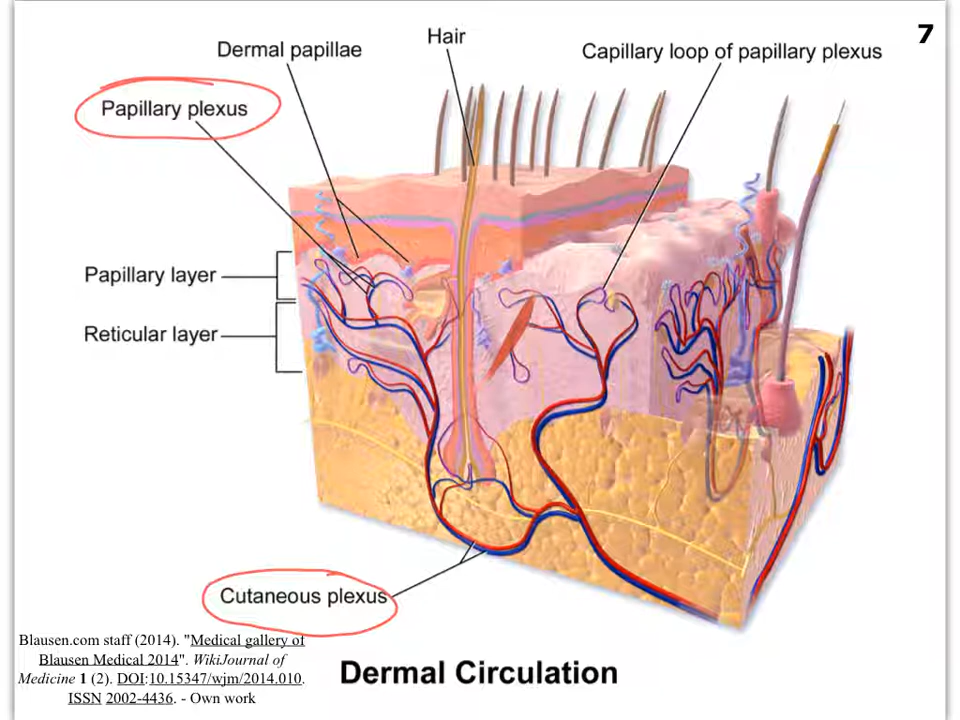 7
Hair
Dermal papillae
Capillary loop of papillary plexus
Papillary plexus
Papillary layer
Reticular layer
Cutaneous plexus
Blausen.com staff (2014). "Medical gallery of
Blausen Medical 2014". WikiJournal of
Medicine 1 (2). DOI:10.15347/wjm/2014.010.
ISSN 2002-4436. - Own work
Dermal Circulation